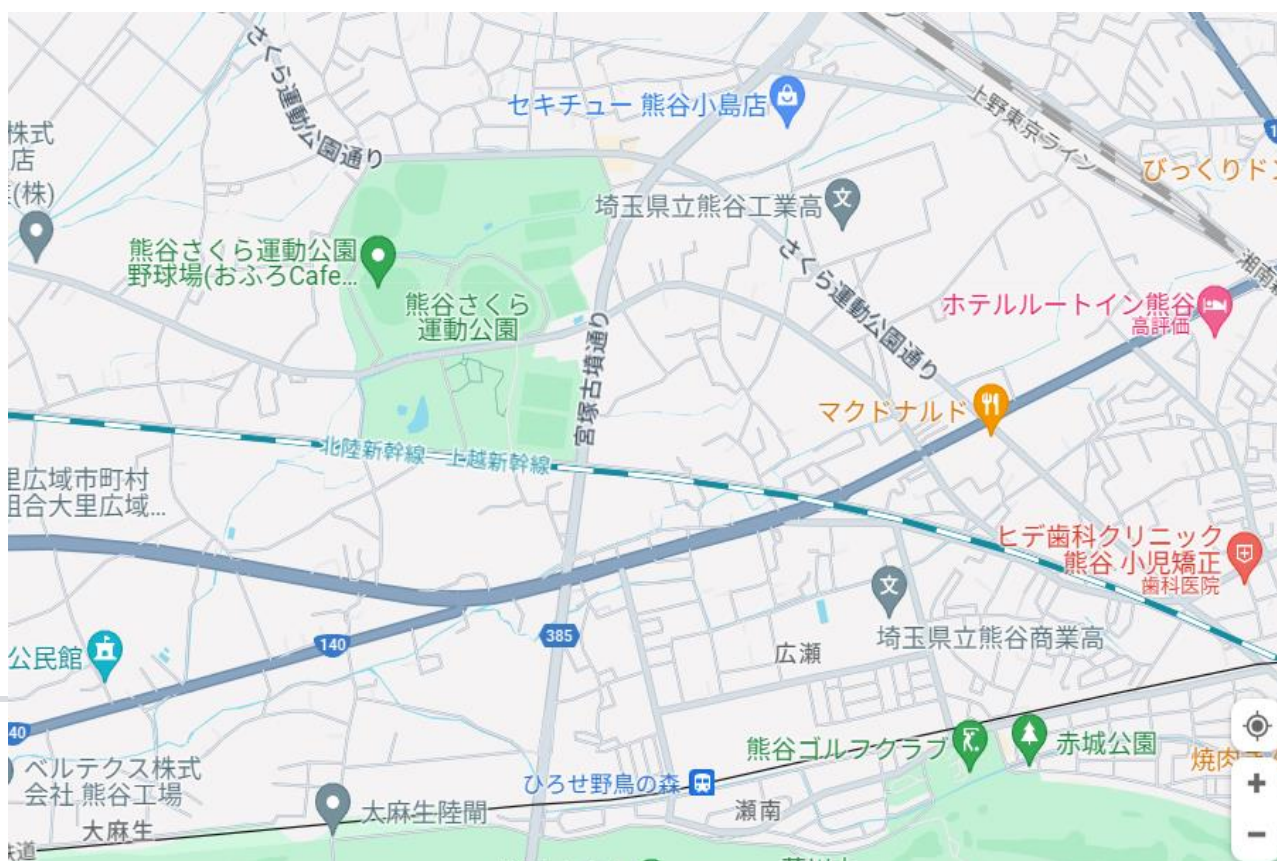 さくら運動公園通り
セキチュー 熊谷小島店
上野東京ライン
株式
店
(株)
埼玉県立熊谷工業高
熊谷さくら運動公園
野球場(おふろCafe...
熊谷さくら
運動公園
さくら運動公園通り
ホテルルートイン熊谷
高評価
宮塚古墳通り
マクドナルド
北陸新幹線
上越新幹線
里広域市町村
組合大里広域...
ヒデ歯科クリニック
熊谷 小児矯正
歯科医院
385
140
公民館
広瀬
埼玉県立熊谷商業高
40
ベルテクス株式
会社 熊谷工場
熊谷ゴルフクラブ
赤城公園
ひろせ野鳥の森
瀬南
大麻生陸閘
大麻生
焼肉